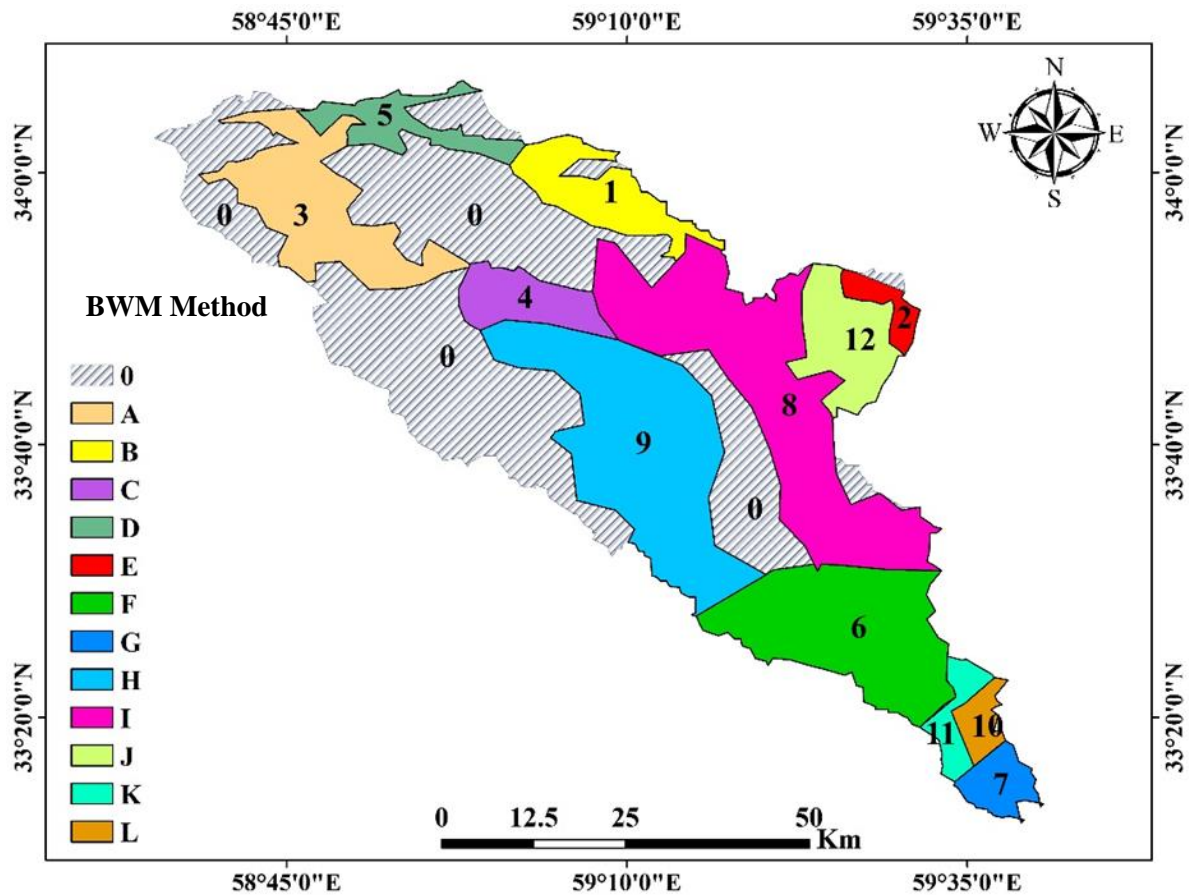 58°45'0"E 59°10'0"E 59°35'0"E
N
W E
S
34°0'0"N 34°0'0"N
5
1
0 3 0
BWM Method
4
2
12
0
8
9
0
33°40'0"N 33°40'0"N
0
A
B
C
D
E
F
G
H
I
J
K
L
6
33°20'0"N 33°20'0"N
11 10
7
0 12.5 25 50
Km
58°45'0"E 59°10'0"E 59°35'0"E